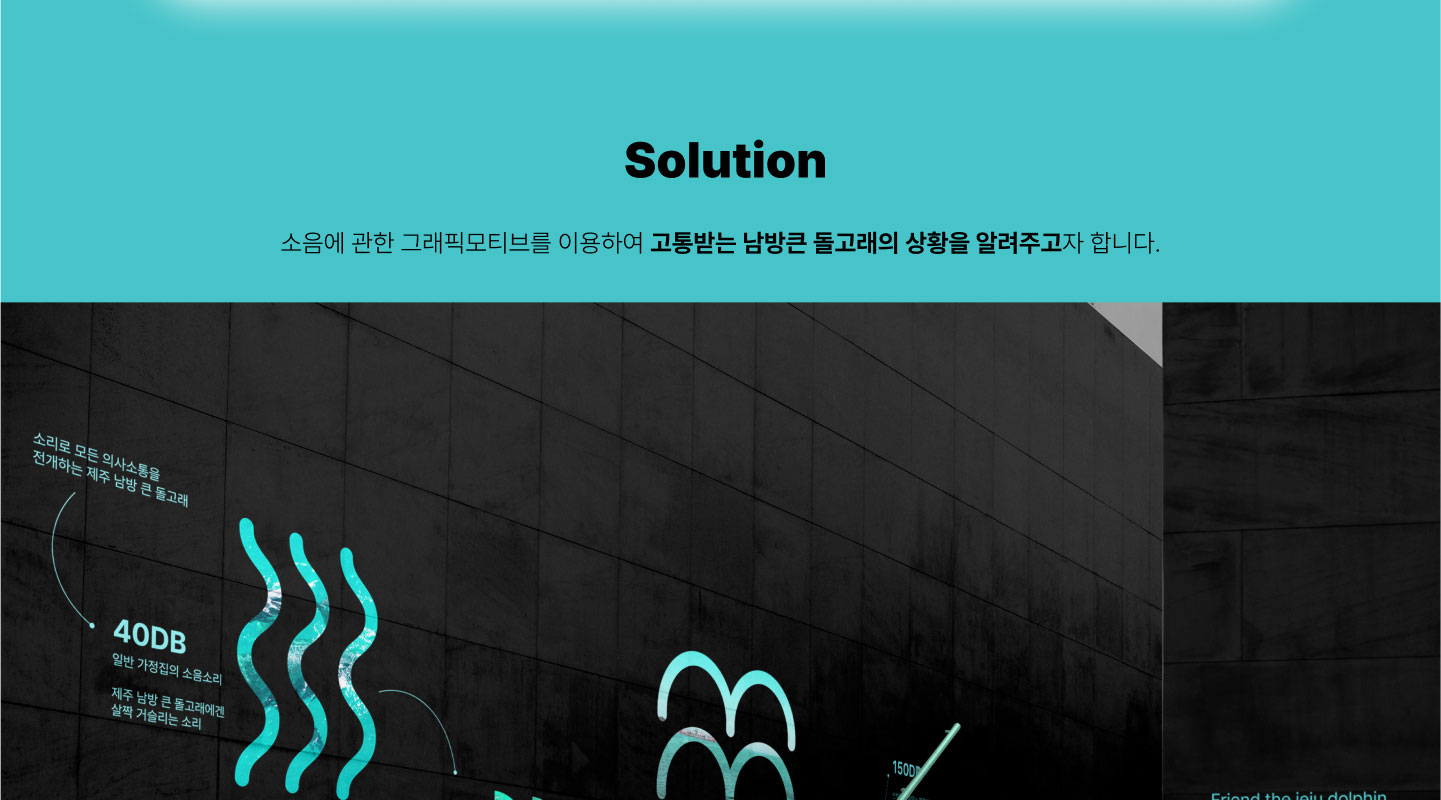 Solution
소음에 관한 그래픽모티브를 이용하여 고통받는 남방큰 돌고래의 상황을 알려주고자 합니다.
소리로 모든 의사소통을
전개하는 제주 남방 큰 돌고래
40DB
일반 가정집의 소음소리
제주 남방 큰 돌고래에겐
살짝 거슬리는 소리
Friend the jeju dolphin